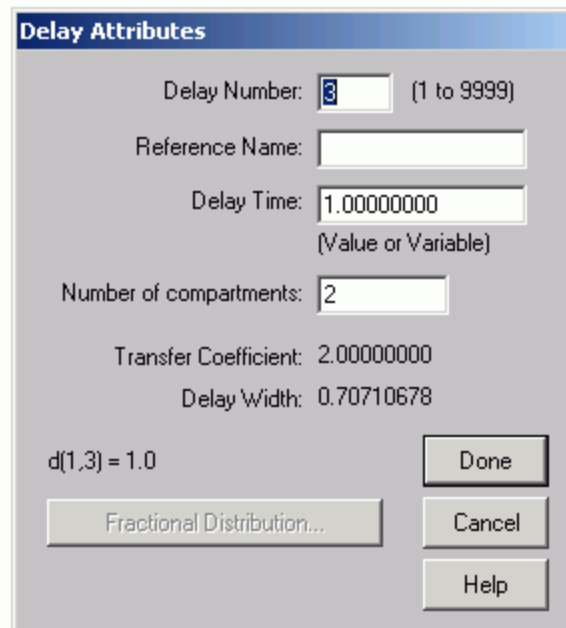 Delay Attributes
Delay Number: 3 (1 to 9999)
Reference Name:
Delay Time: 1.00000000
(Value or Variable)
Number of compartments: 2
Transfer Coefficient: 2.00000000
Delay Width: 0.70710678
d(1,3) = 1.0
Done
Fractional Distribution...
Cancel
Help